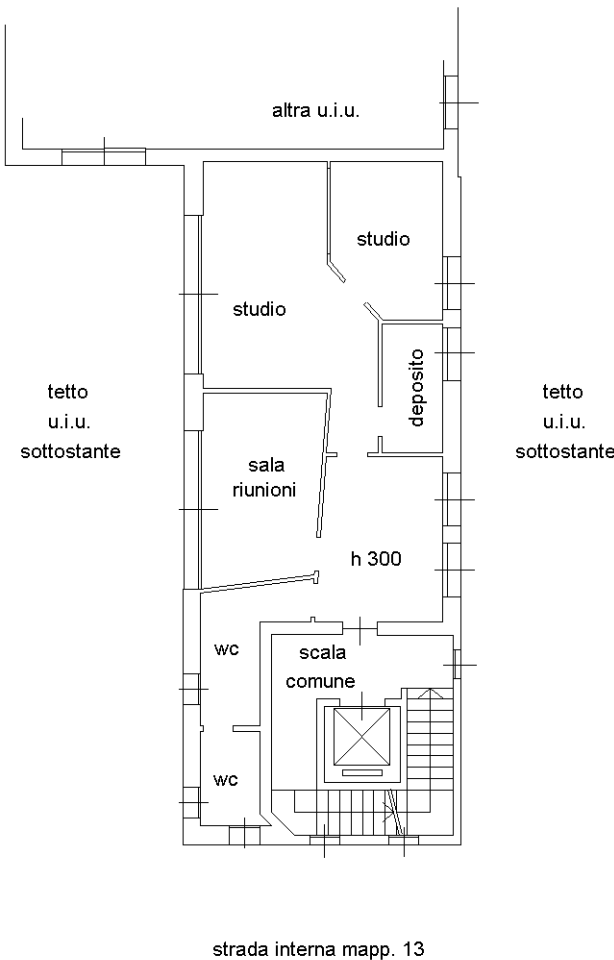 altra u.i.u.
studio
studio
deposito
tetto
u.i.u.
sottostante
tetto
u.i.u.
sottostante
sala
riunioni
h 300
wc
scala
comune
wc
strada interna mapp. 13